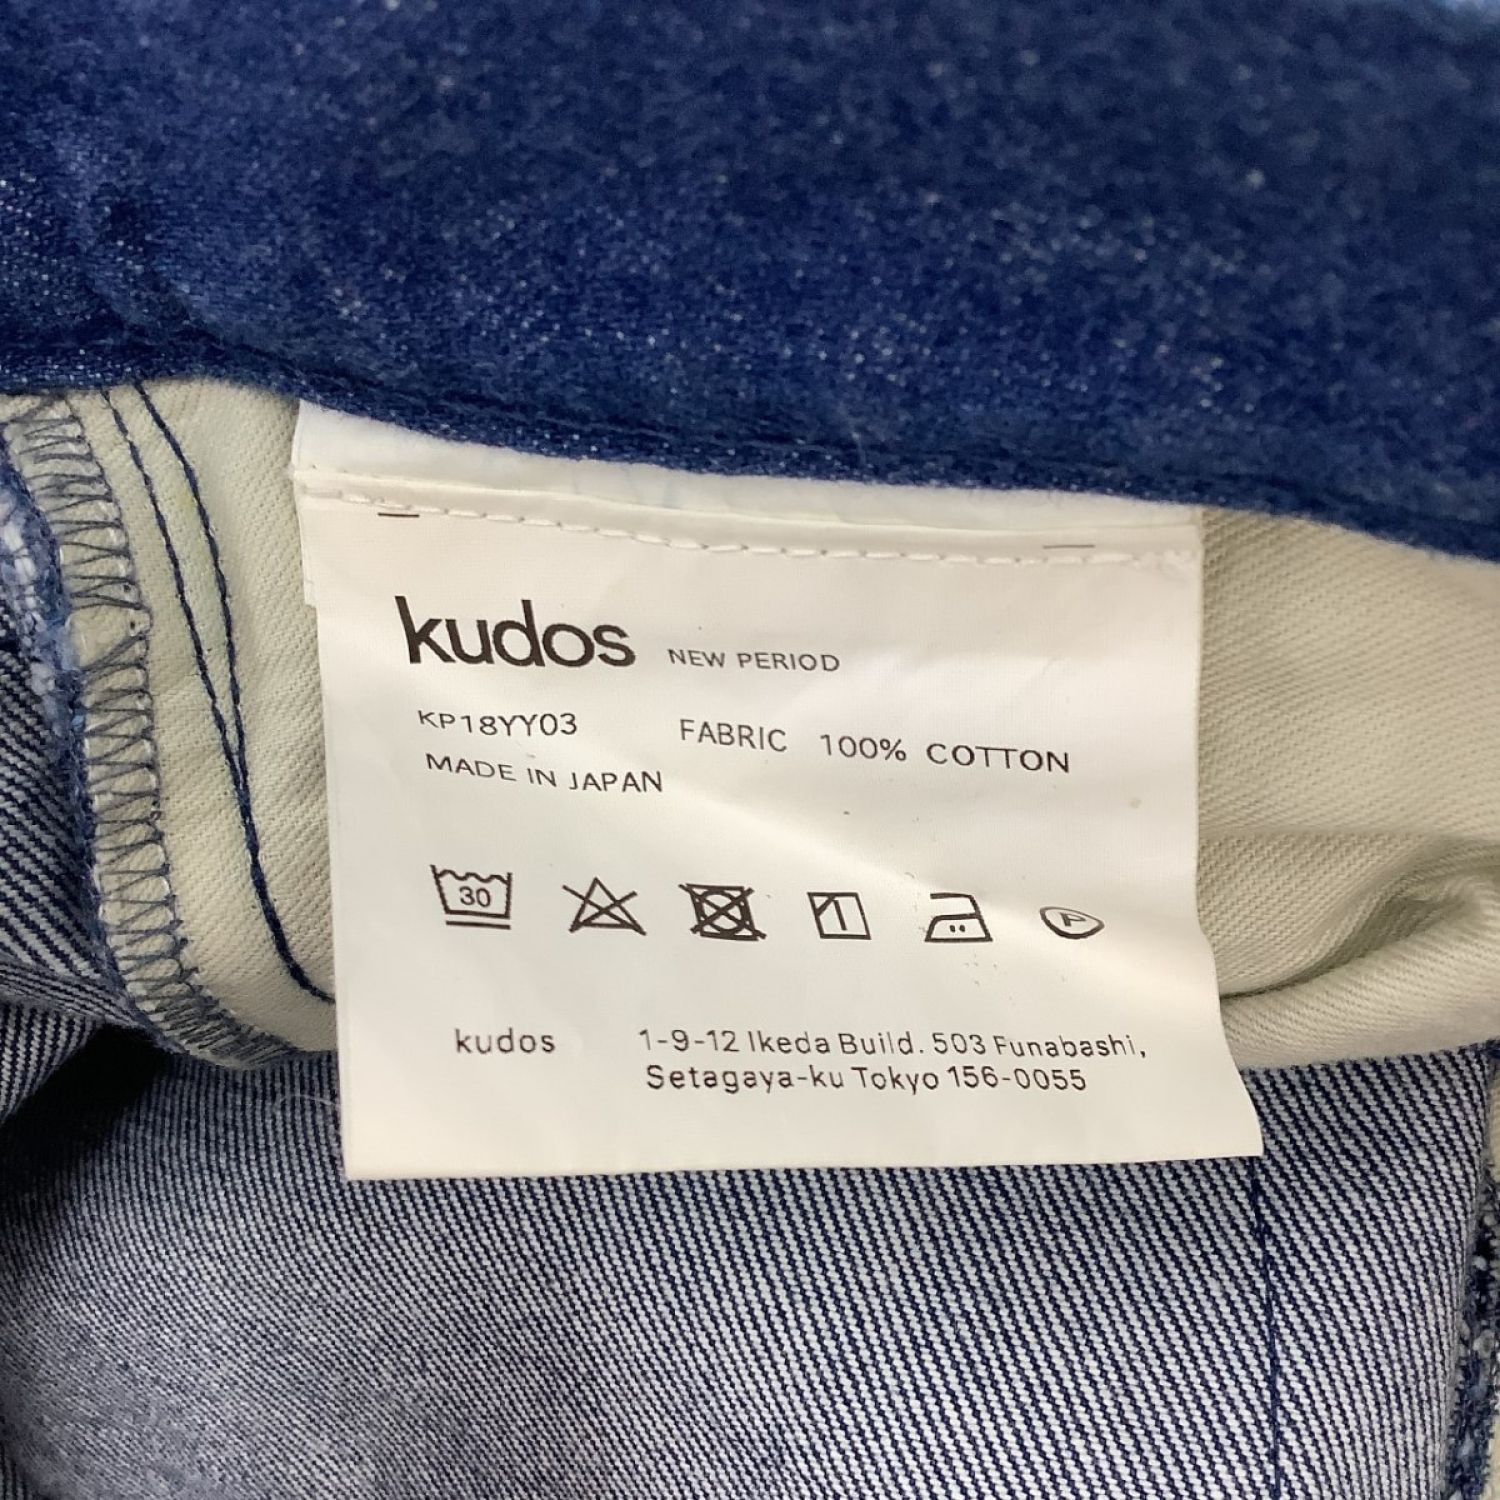 kudos NEW PERIOD
KP18YY03 FABRIC 100% COTTON
MADE IN JAPAN
30 P
kudos 1-9-12 Ikeda Build. 503 Funabashi,
Setagaya-ku Tokyo 156-0055